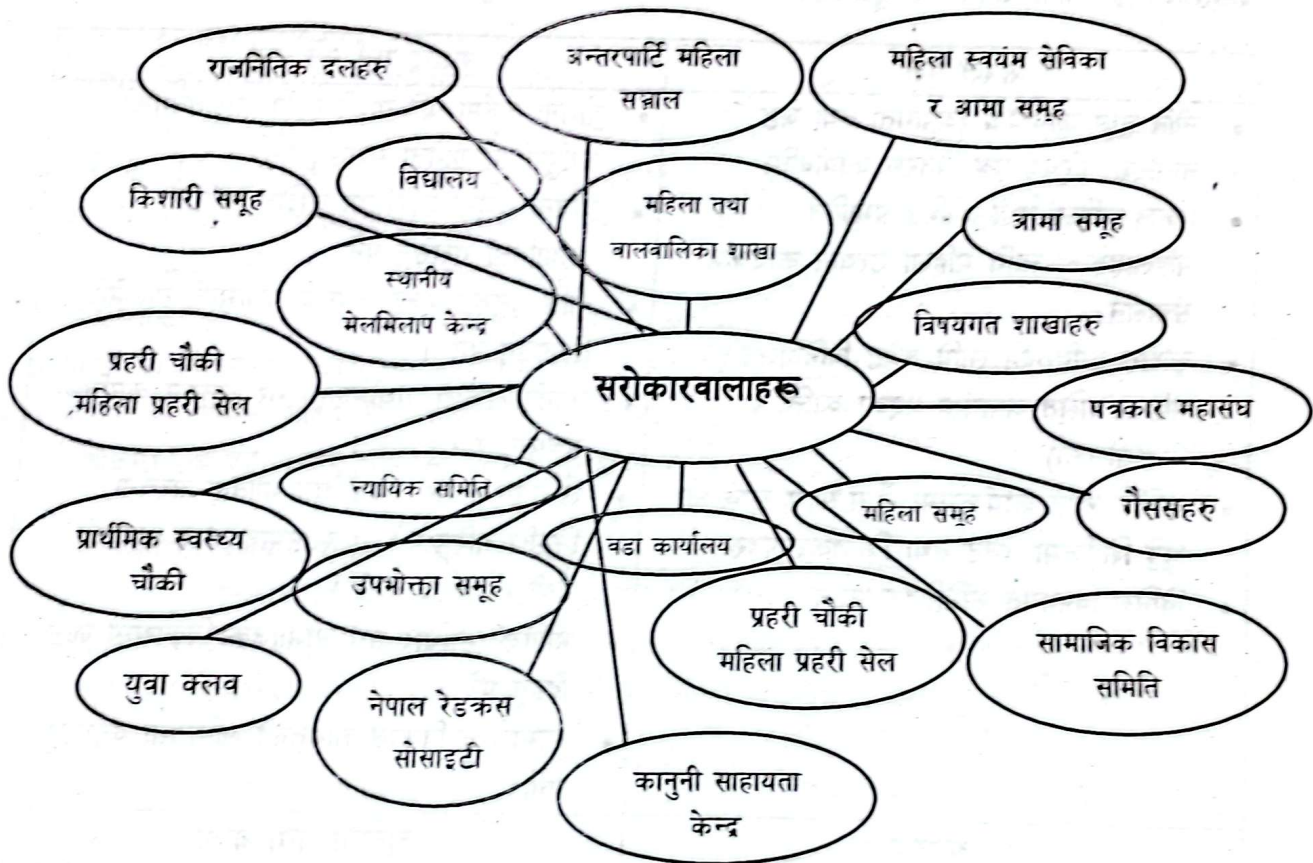 राजनितिक दलहरु
अन्तरपार्टि महिला
सञ्जाल
महिला स्वयंम सेविका
र आमा समूह
किशारी समूह
विद्यालय
महिला तथा
वालवालिका शाखा
आमा समूह
स्थानीय
मेलमिलाप केन्द्र
विषयगत शाखाहरु
प्रहरी चौकी
,महिला प्रहरी सेल
सरोकारवालाहरू
पत्रकार महासंघ
न्यायिक समिति
महिला समूह
गैससहरु
प्रार्थमिक स्वस्थ्य
चौकी
वडा कार्यालय
उपभोक्ता समूह
प्रहरी चौकी
महिला प्रहरी सेल
सामाजिक विकास
समिति
युवा क्लव
नेपाल रेडक्रस
सोसाइटी
कानुनी साहायता
केन्द्र